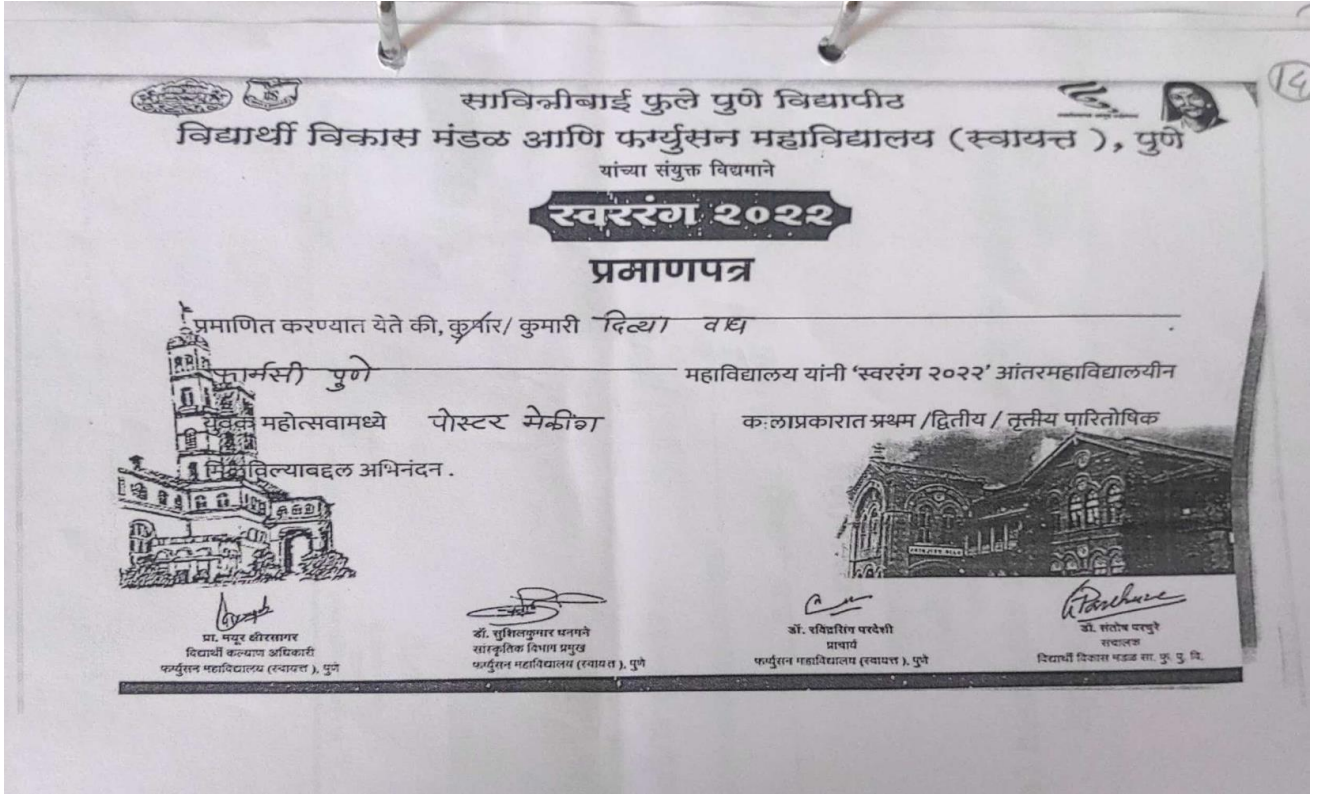 14
सावित्रीबाई फुले पुणे विद्यापीठ
विद्यार्थी विकास मंडळ आणि फर्ग्युसन महाविद्यालय (स्वायत्त ), पुणे
यांच्या संयुक्त विद्यमाने
स्वररंग २०२२
प्रमाणपत्र
प्रमाणित करण्यात येते की, कुमार/ कुमारी दिव्या वाघ
फार्मसी पुणे महाविद्यालय यांनी ‘स्वररंग २०२२’ आंतरमहाविद्यालयीन
युवक महोत्सवामध्ये पोस्टर मेकींग कलाप्रकारात प्रथम /द्वितीय / तृतीय पारितोषिक
मिळविल्याबद्दल अभिनंदन .
प्रा. मयूर क्षीरसागर
विद्यार्थी कल्याण अधिकारी
फर्ग्युसन महाविद्यालय (स्वायत्त ), पुणे
डॉ. सुशिलकुमार धनगने
सांस्कृतिक विभाग प्रमुख
फर्ग्युसन महाविद्यालय (स्वायत्त ), पुणे
डॉ. रविंद्रसिंग परदेशी
प्राचार्य
फर्ग्युसन महाविद्यालय (स्वायत्त ), पुणे
डॉ. संतोष परचुरे
संचालक
विद्यार्थी विकास मंडळ सा. फु. पु. वि.